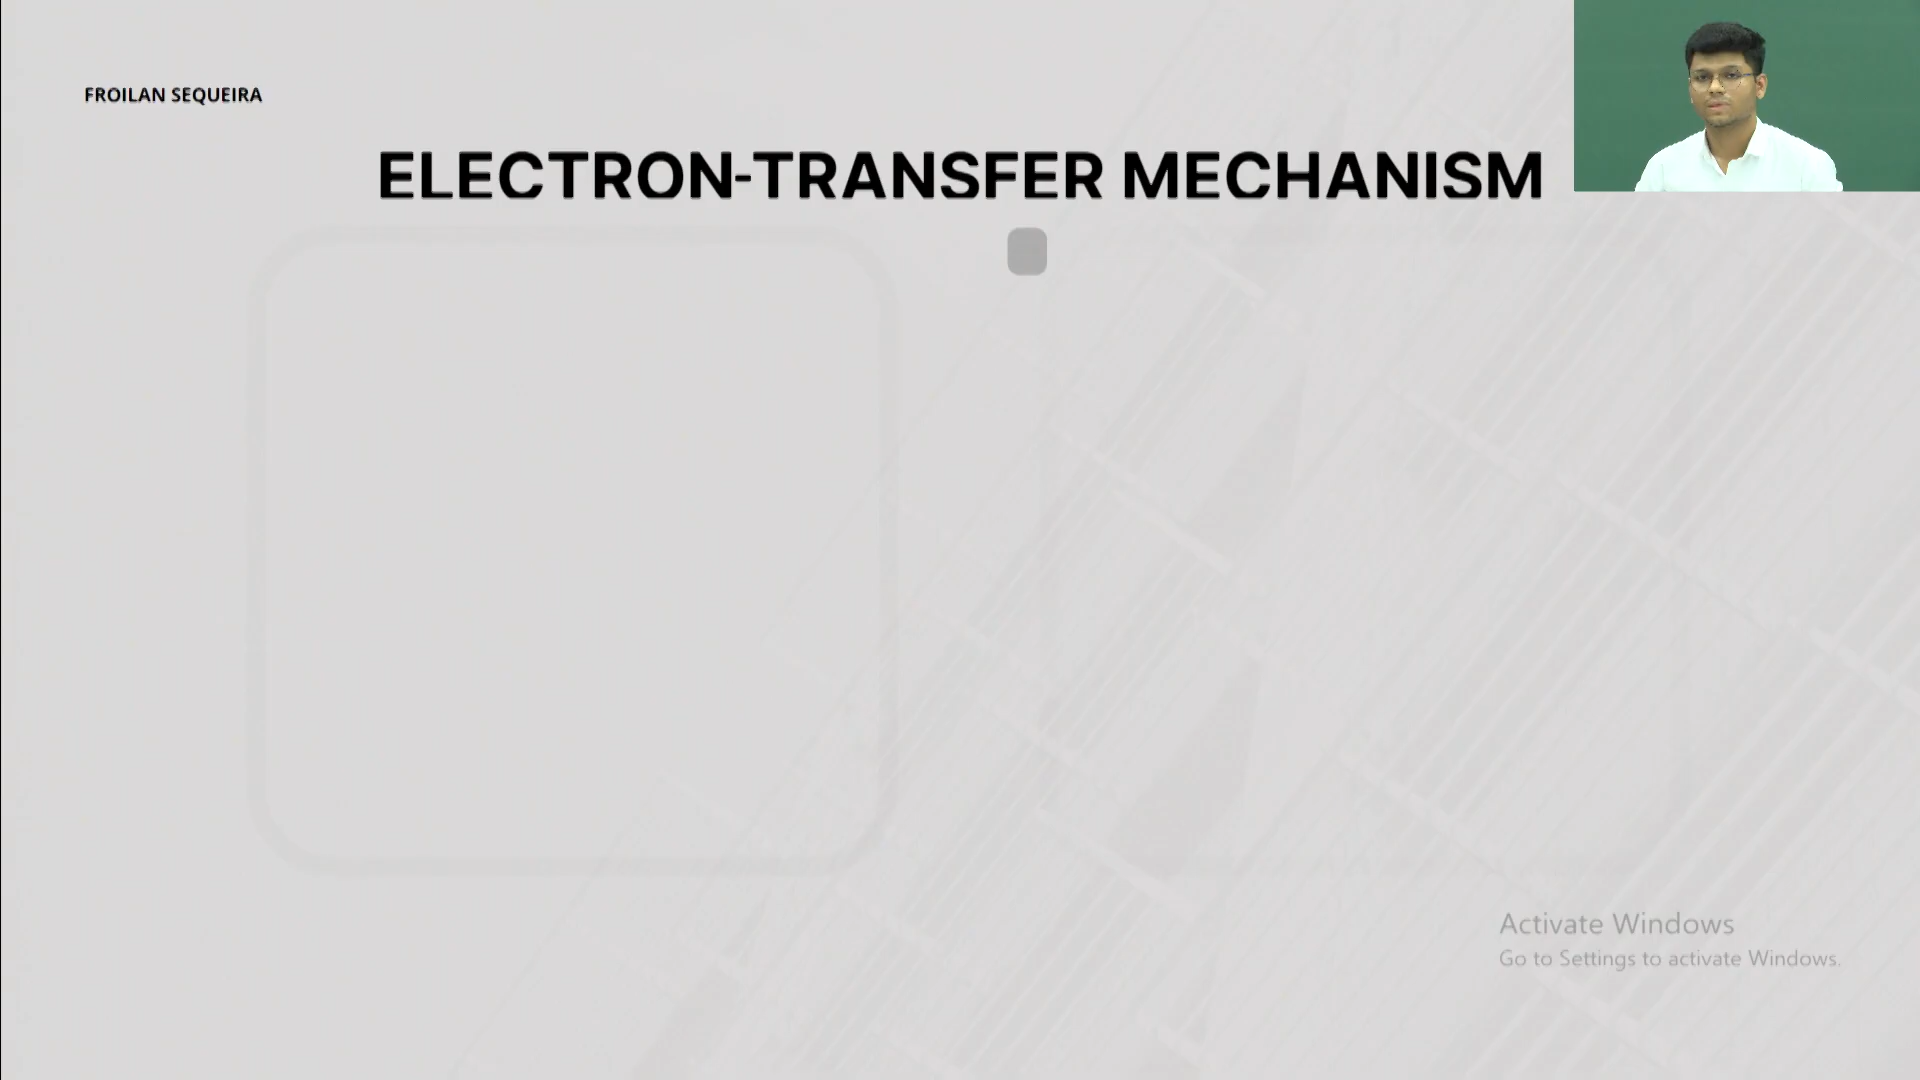 FROILAN SEQUEIRA
ELECTRON-TRANSFER MECHANISM
Activate Windows
Go to Settings to activate Windows.